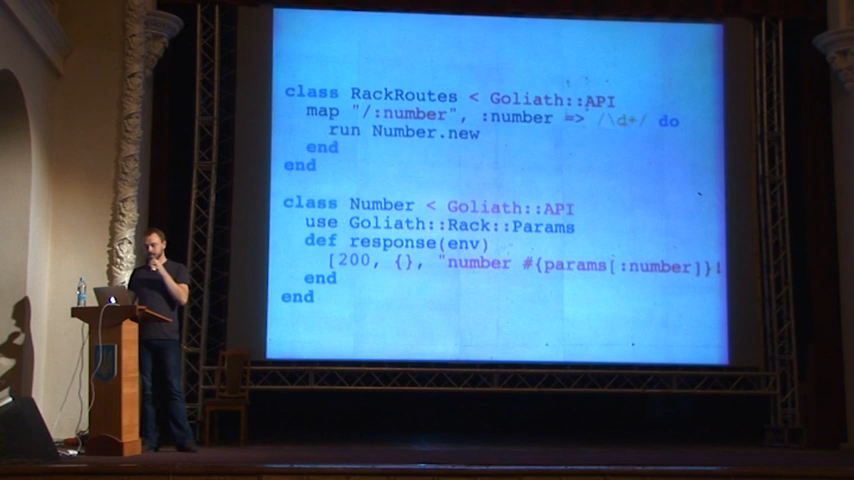 class RackRoutes < Goliath::API
map "/:number", :number => /\d+/ do
run Number.new
end
end
class Number < Goliath::API
use Goliath::Rack::Params
def response(env)
[200, {}, "number #{params[:number]}!
end
end